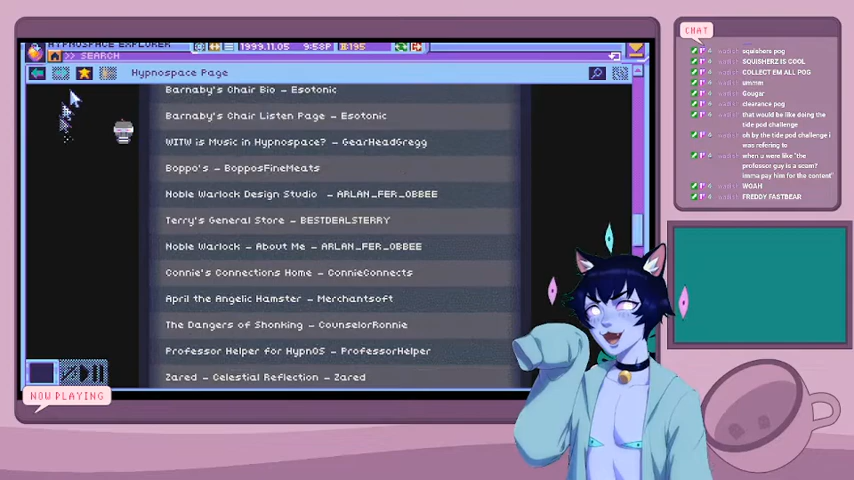 HYPNOSPACE EXPLORER
1999.11.05 9:58P 195
>> SEARCH
Hypnospace Page
Barnaby's Chair Bio - Esotonic
Barnaby's Chair Listen Page - Esotonic
WITW is Music in Hypnospace? - GearHeadGregg
Boppo's - BopposFineMeats
Noble Warlock Design Studio - ARLAN_FER_OBBEE
Terry's General Store - BESTDEALSTERRY
Noble Warlock - About Me - ARLAN_FER_OBBEE
Connie's Connections Home - ConnieConnects
April the Angelic Hamster - Merchantsoft
The Dangers of Shonking - CounselorRonnie
Professor Helper for HypnOS - ProfessorHelper
Zared - Celestial Reflection - Zared
NOW PLAYING
CHAT
squishers pog
SQUISHERZ IS COOL
COLLECT EM ALL POG
ummm
Gougar
clearance pog
that would be like doing the
tide pod challenge
oh by the tide pod challenge i
was refering to
when u were like "the
professor guy is a scum?
imma pay him for the content"
WOAH
FREDDY FASTBEAR